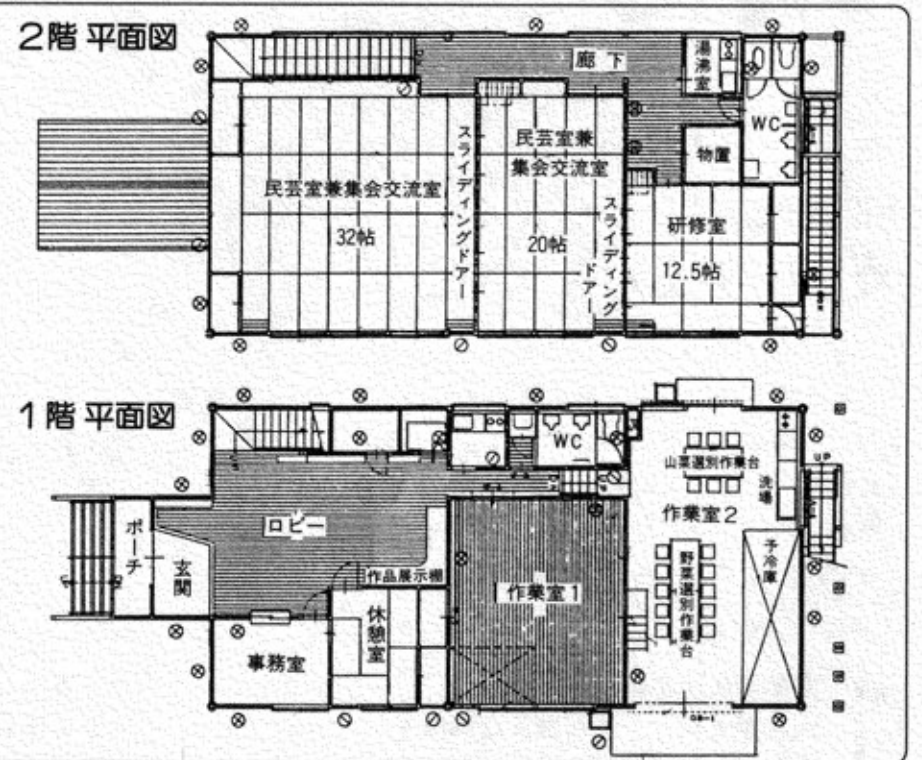 2階 平面図
廊下
湯沸室
WC
物置
民芸室兼集会交流室
32帖
スライディングドアー
民芸室兼
集会交流室
20帖
スライディング
ドアー
研修室
12.5帖
1階 平面図
WC
山菜選別作業台
洗場
UP
作業室2
ロビー
ポーチ
玄関
作品展示棚
作業室1
野菜選別作業台
予冷庫
休憩室
事務室